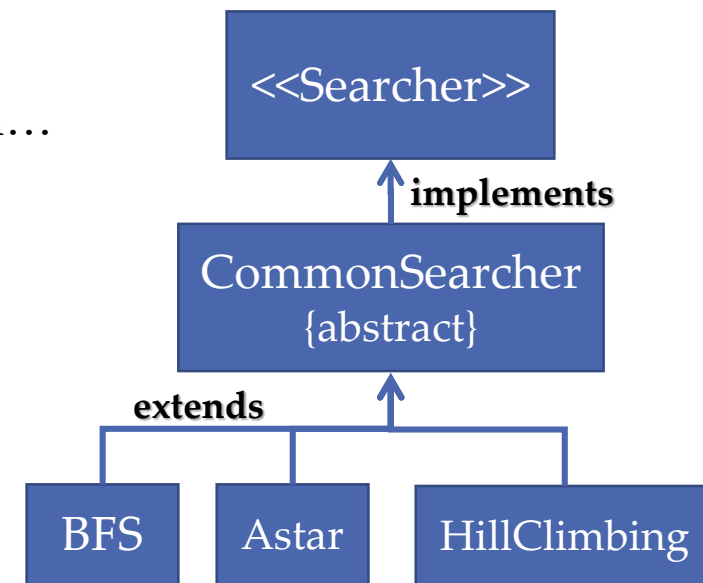 <<Searcher>>
implements
CommonSearcher
{abstract}
extends
BFS
Astar
HillClimbing